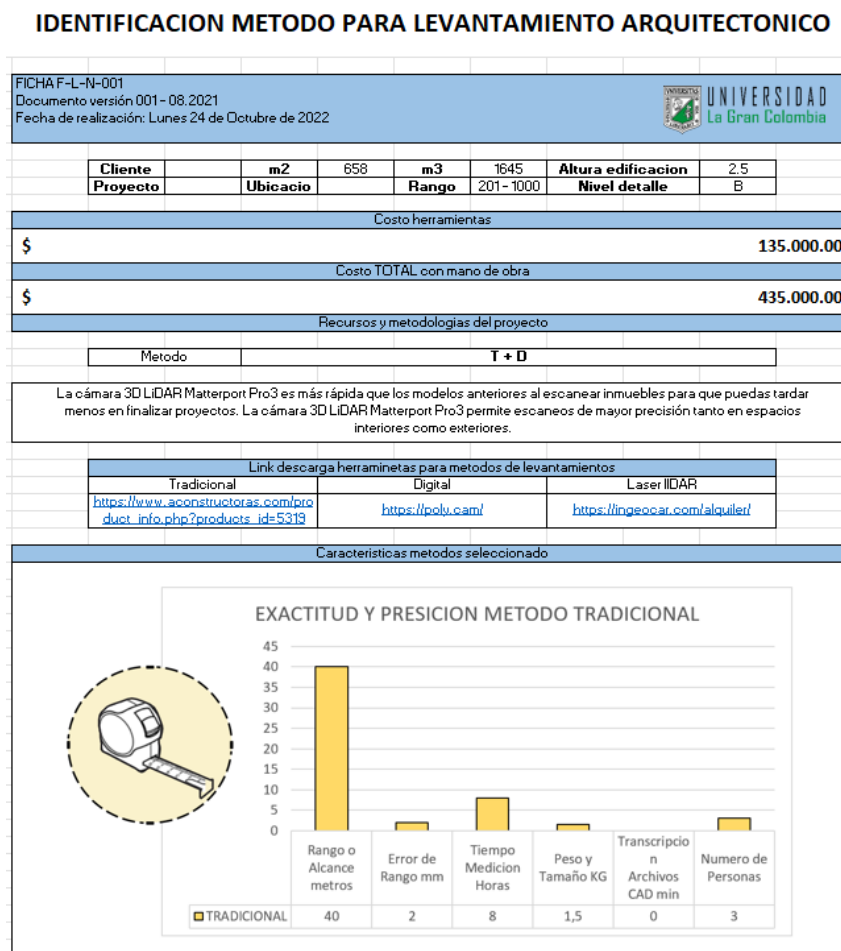 IDENTIFICACION METODO PARA LEVANTAMIENTO ARQUITECTONICO
FICHA F-L-N-001
Documento versión 001 - 08.2021
Fecha de realización: Lunes 24 de Octubre de 2022
UNIVERSIDAD
La Gran Colombia
Cliente m2 658 m3 1645 Altura edificacion 2.5
Proyecto Ubicacio Rango 201 - 1000 Nivel detalle B
Costo herramientas
$ 135.000.00
Costo TOTAL con mano de obra
$ 435.000.00
Recursos y metodologias del proyecto
Metodo T + D
La cámara 3D LiDAR Matterport Pro3 es más rápida que los modelos anteriores al escanear inmuebles para que puedas tardar
menos en finalizar proyectos. La cámara 3D LiDAR Matterport Pro3 permite escaneos de mayor precisión tanto en espacios
interiores como exteriores.
Link descarga herraminetas para metodos de levantamientos
Tradicional Digital Laser lIDAR
https://www.aconstructoras.com/pro
duct_info.php?products_id=5319
https://poly.cam/
https://ingeocar.com/alquiler/
Caracteristicas metodos seleccionado
EXACTITUD Y PRESICION METODO TRADICIONAL
45
40
35
30
25
20
15
10
5
0
Rango o
Alcance
metros
Error de
Rango mm
Tiempo
Medicion
Horas
Peso y
Tamaño KG
Transcripcio
n
Archivos
CAD min
Numero de
Personas
TRADICIONAL 40 2 8 1,5 0 3